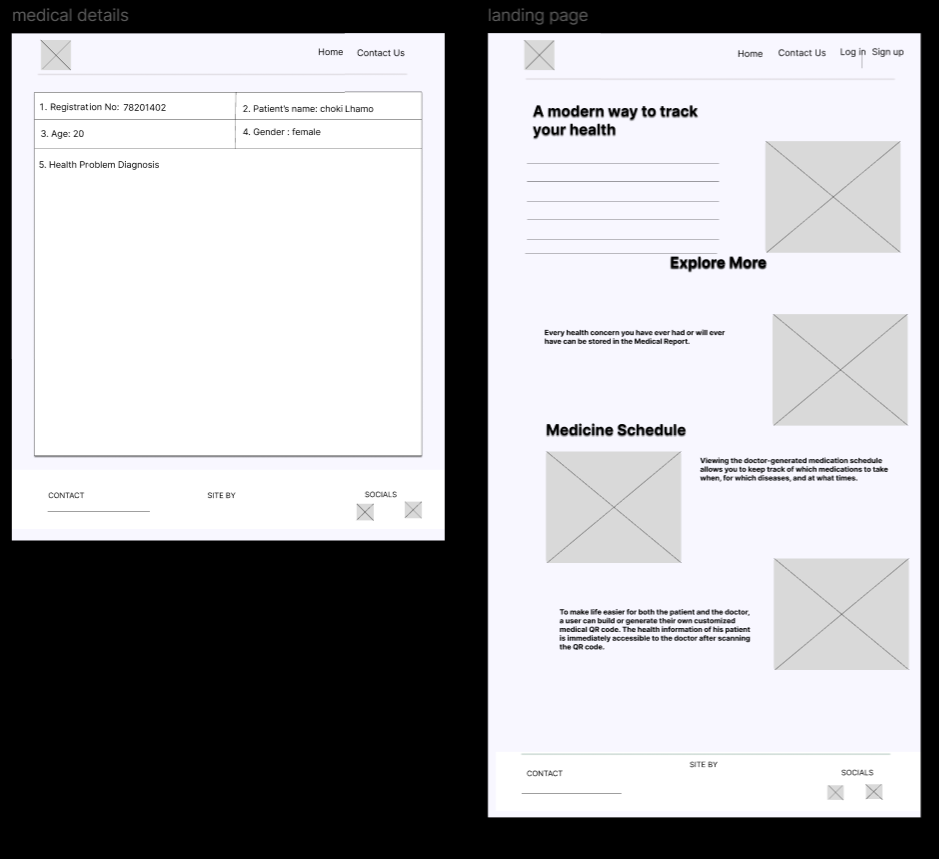 medical details
Home Contact Us
1. Registration No: 78201402
2. Patient's name: choki Lhamo
3. Age: 20
4. Gender : female
5. Health Problem Diagnosis
CONTACT
SITE BY
SOCIALS
landing page
Home Contact Us Log in Sign up
A modern way to track
your health
Explore More
Every health concern you have ever had or will ever
have can be stored in the Medical Report.
Medicine Schedule
Viewing the doctor-generated medication schedule
allows you to keep track of which medications to take
when, for which diseases, and at what times.
To make life easier for both the patient and the doctor,
a user can build or generate their own customized
medical QR code. The health information of his patient
is immediately accessible to the doctor after scanning
the QR code.
SITE BY
CONTACT
SOCIALS